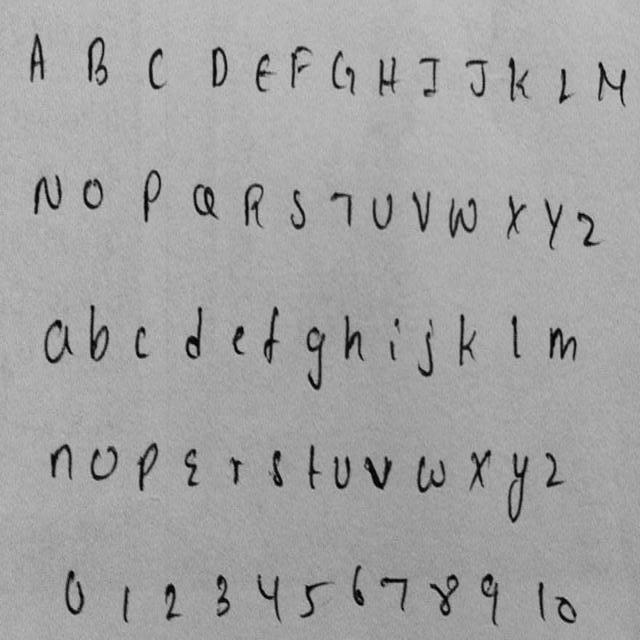 A B C D E F G H I J K L M
N O P Q R S T U V W X Y Z
a b c d e f g h i j k l m
n o p q r s t u v w x y z
0 1 2 3 4 5 6 7 8 9 10